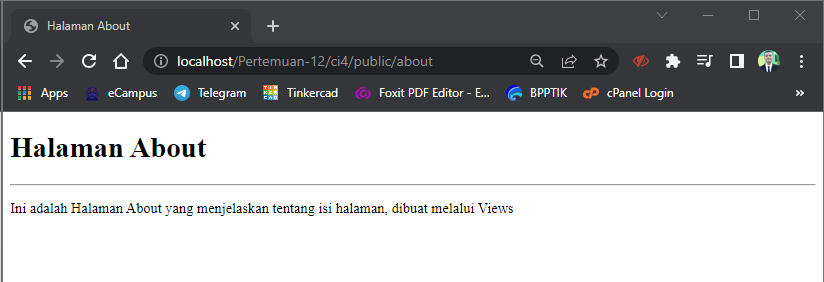 Halaman About
localhost/Pertemuan-12/ci4/public/about
Apps eCampus Telegram Tinkercad Foxit PDF Editor - E... BPPTIK cPanel Login
Halaman About
Ini adalah Halaman About yang menjelaskan tentang isi halaman, dibuat melalui Views